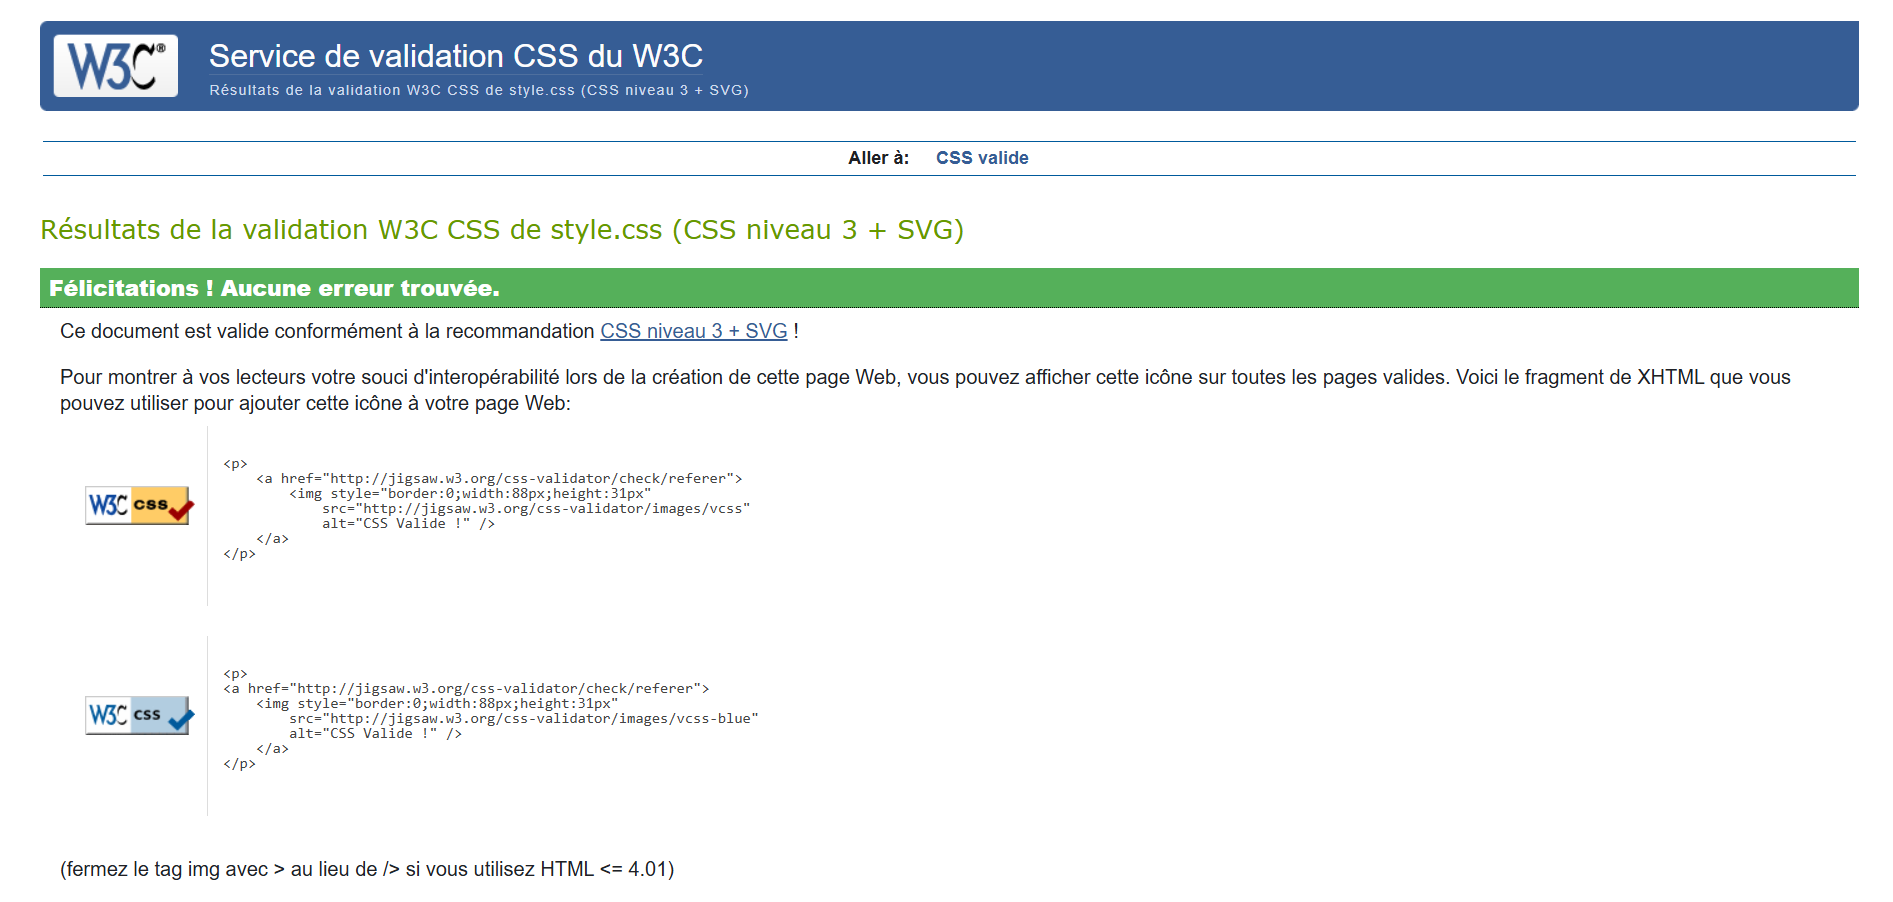 W3C®
Service de validation CSS du W3C
Résultats de la validation W3C CSS de style.css (CSS niveau 3 + SVG)
Aller à: CSS valide
Résultats de la validation W3C CSS de style.css (CSS niveau 3 + SVG)
Félicitations ! Aucune erreur trouvée.
Ce document est valide conformément à la recommandation CSS niveau 3 + SVG !
Pour montrer à vos lecteurs votre souci d'interopérabilité lors de la création de cette page Web, vous pouvez afficher cette icône sur toutes les pages valides. Voici le fragment de XHTML que vous
pouvez utiliser pour ajouter cette icône à votre page Web:
W3C css
<p>
    <a href="http://jigsaw.w3.org/css-validator/check/referer">
        <img style="border:0;width:88px;height:31px"
            src="http://jigsaw.w3.org/css-validator/images/vcss"
            alt="CSS Valide !" />
    </a>
</p>
W3C css
<p>
<a href="http://jigsaw.w3.org/css-validator/check/referer">
    <img style="border:0;width:88px;height:31px"
        src="http://jigsaw.w3.org/css-validator/images/vcss-blue"
        alt="CSS Valide !" />
    </a>
</p>
(fermez le tag img avec > au lieu de /> si vous utilisez HTML <= 4.01)